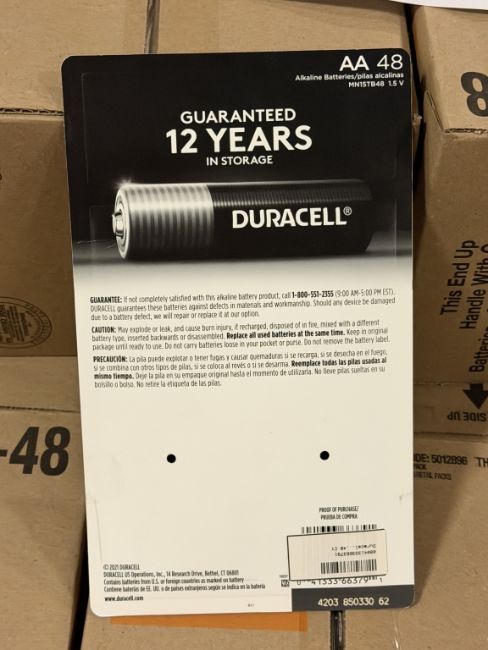 AA 48
Alkaline Batteries/pilas alcalinas
MN15TB48 1.5 V
GUARANTEED
12 YEARS
IN STORAGE
DURACELL®
GUARANTEE: If not completely satisfied with this alkaline battery product, call 1-800-551-2355 (9:00 AM-5:00 PM EST).
DURACELL guarantees these batteries against defects in materials and workmanship. Should any device be damaged
due to a battery defect, we will repair or replace it at our option.
CAUTION: May explode or leak, and cause burn injury, if recharged, disposed of in fire, mixed with a different
battery type, inserted backwards or disassembled. Replace all used batteries at the same time. Keep in original
package until ready to use. Do not carry batteries loose in your pocket or purse. Do not remove the battery label.
PRECAUCIÓN: La pila puede explotar o tener fugas y causar quemaduras si se recarga, si se desecha en el fuego,
si se combina con otros tipos de pilas, si se coloca al revés o si se desarma. Reemplace todas las pilas usadas al
mismo tiempo. Deje la pila en su empaque original hasta el momento de utilizarla. No lleve pilas sueltas en su
bolsillo o bolso. No retire la etiqueta de las pilas.
PROOF OF PURCHASE/
PRUEBA DE COMPRA
0 41333 66379 1
© 2021 DURACELL
DURACELL US Operations, Inc., 14 Research Drive, Bethel, CT 06801
Contains batteries from U.S. or foreign countries as marked on battery
Contiene baterías de EE. UU. o de países extranjeros según se indica en la batería
www.duracell.com
4203 850330 62
-48
8
This End Up
Handle With
Batteries
SIDE UP
DE: 5012896